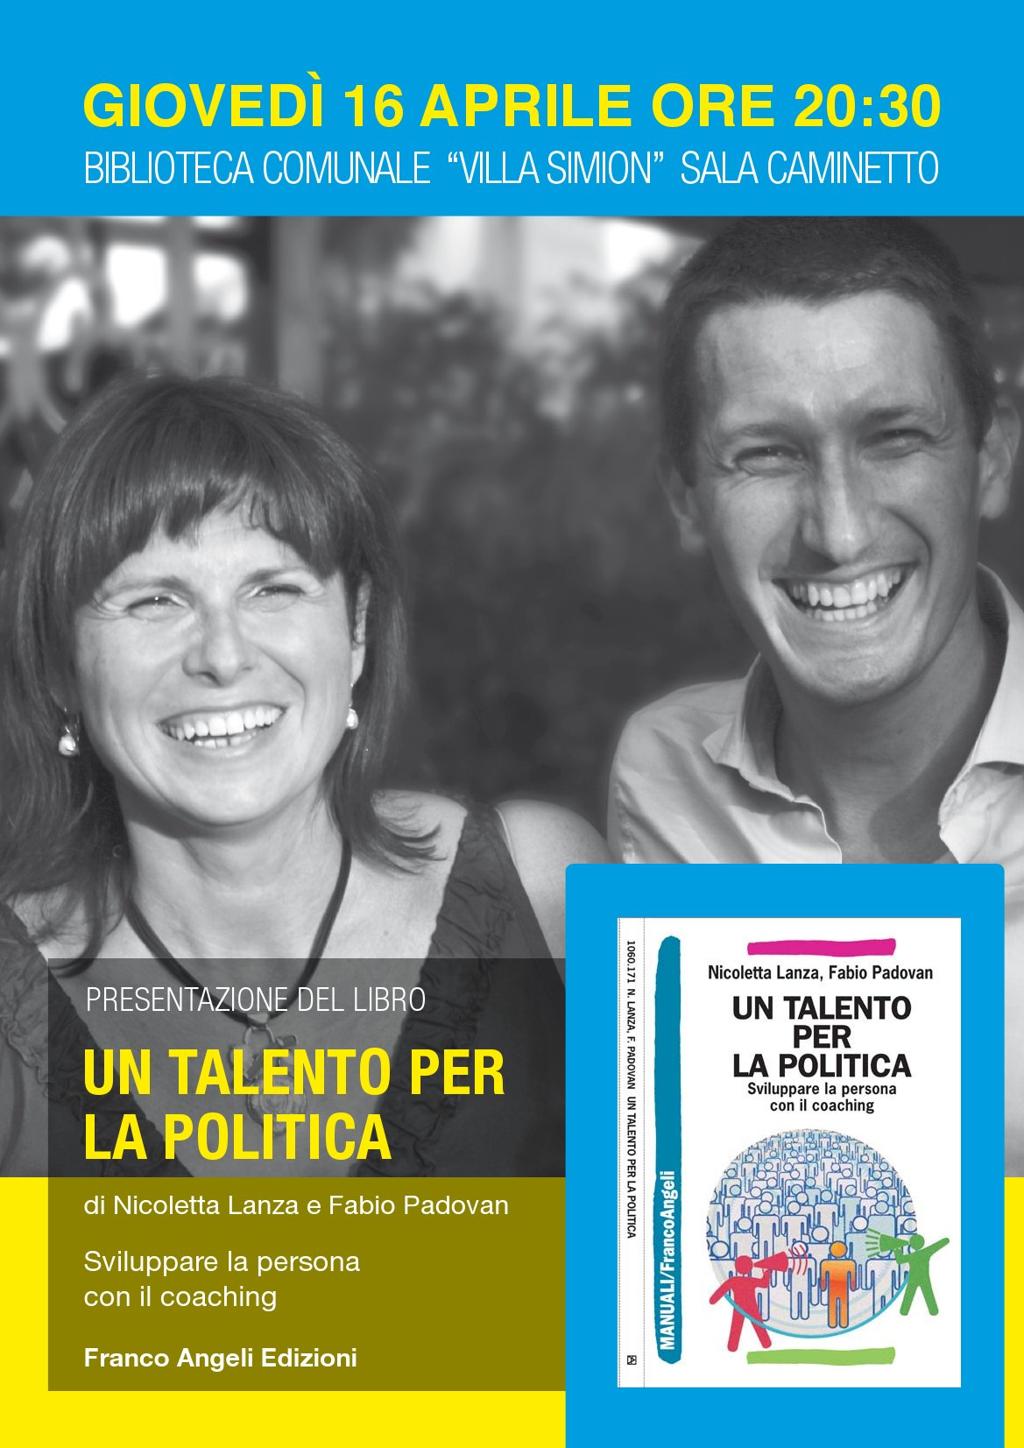 GIOVEDÌ 16 APRILE ORE 20:30
BIBLIOTECA COMUNALE “VILLA SIMION” SALA CAMINETTO
PRESENTAZIONE DEL LIBRO
UN TALENTO PER
LA POLITICA
di Nicoletta Lanza e Fabio Padovan
Sviluppare la persona
con il coaching
Franco Angeli Edizioni
1060.171 N. LANZA, F. PADOVAN UN TALENTO PER LA POLITICA
MANUALI/FrancoAngeli
Nicoletta Lanza, Fabio Padovan
UN TALENTO
PER
LA POLITICA
Sviluppare la persona
con il coaching